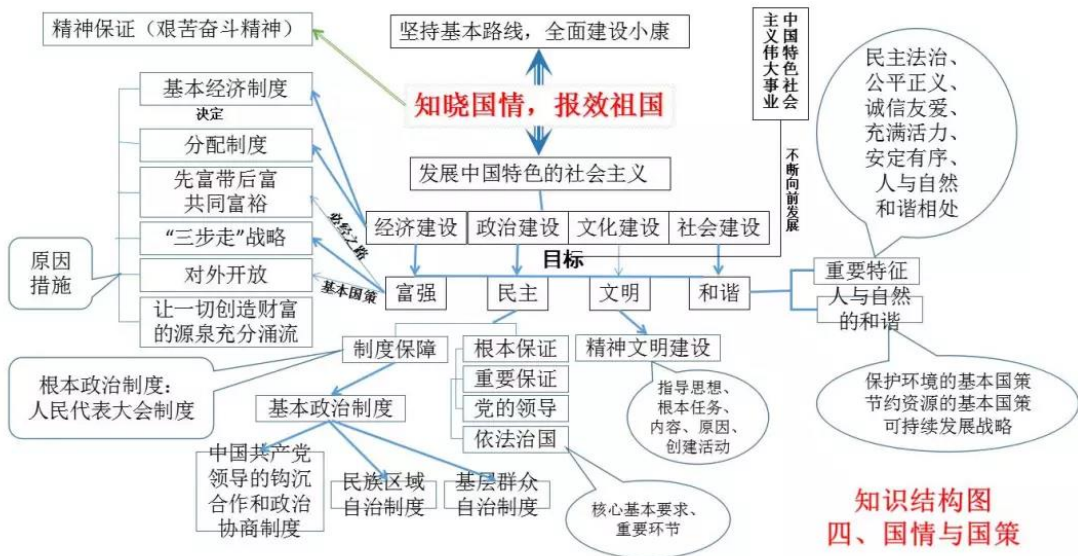 精神保证（艰苦奋斗精神）
坚持基本路线，全面建设小康
中国特色社会
主义伟大事业
知晓国情，报效祖国
不断向前发展
民主法治、
公平正义、
诚信友爱、
充满活力、
安定有序、
人与自然
和谐相处
基本经济制度
决定
分配制度
先富带后富
共同富裕
“三步走”战略
对外开放
让一切创造财富
的源泉充分涌流
原因
措施
必经之路
基本国策
发展中国特色的社会主义
经济建设
政治建设
文化建设
社会建设
目标
富强
民主
文明
和谐
重要特征
人与自然
的和谐
保护环境的基本国策
节约资源的基本国策
可持续发展战略
制度保障
根本政治制度：
人民代表大会制度
基本政治制度
中国共产党
领导的钩沉
合作和政治
协商制度
民族区域
自治制度
基层群众
自治制度
根本保证
重要保证
党的领导
依法治国
核心基本要求、
重要环节
精神文明建设
指导思想、
根本任务、
内容、原因、
创建活动
知识结构图
四、国情与国策